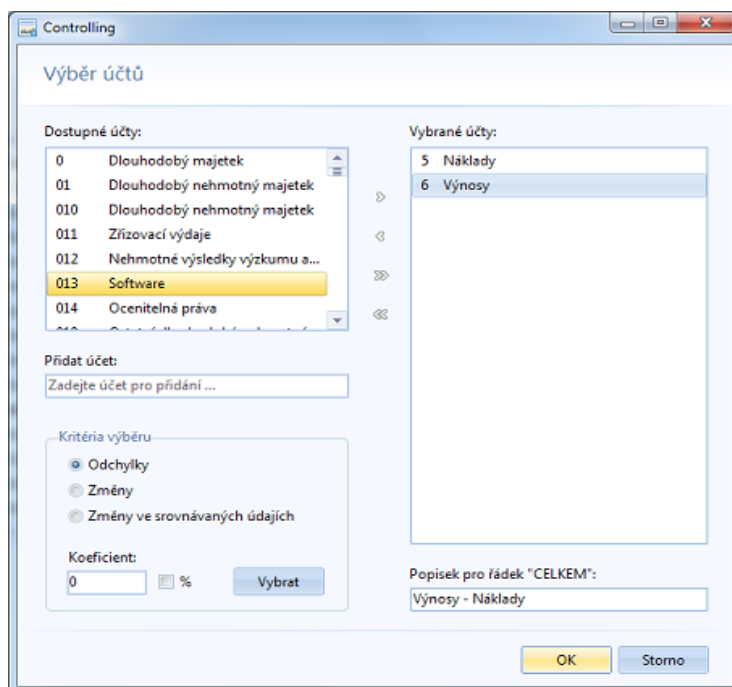 Controlling
Výběr účtů
Dostupné účty:
0 Dlouhodobý majetek
01 Dlouhodobý nehmotný majetek
010 Dlouhodobý nehmotný majetek
011 Zřizovací výdaje
012 Nehmotné výsledky výzkumu a...
013 Software
014 Ocenitelná práva
Přidat účet:
Zadejte účet pro přidání ...
Kritéria výběru
Odchylky
Změny
Změny ve srovnávaných údajích
Koeficient:
0 % Vybrat
Vybrané účty:
5 Náklady
6 Výnosy
Popisek pro řádek "CELKEM":
Výnosy - Náklady
OK Storno